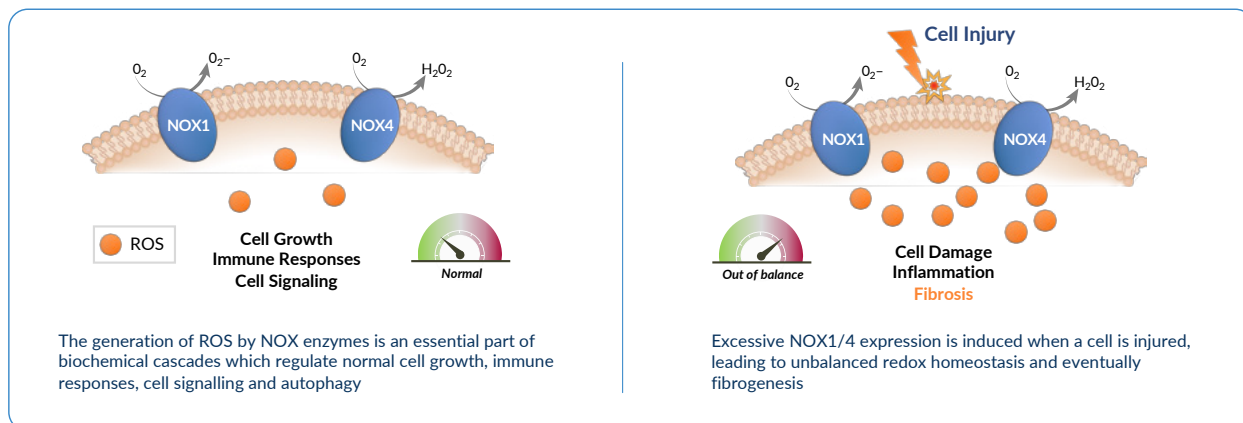 O₂
O₂−
O₂
H₂O₂
NOX1
NOX4
ROS
Cell Growth
Immune Responses
Cell Signaling
Normal
The generation of ROS by NOX enzymes is an essential part of
biochemical cascades which regulate normal cell growth, immune
responses, cell signalling and autophagy
Cell Injury
O₂
O₂−
O₂
H₂O₂
NOX1
NOX4
Out of balance
Cell Damage
Inflammation
Fibrosis
Excessive NOX1/4 expression is induced when a cell is injured,
leading to unbalanced redox homeostasis and eventually
fibrogenesis